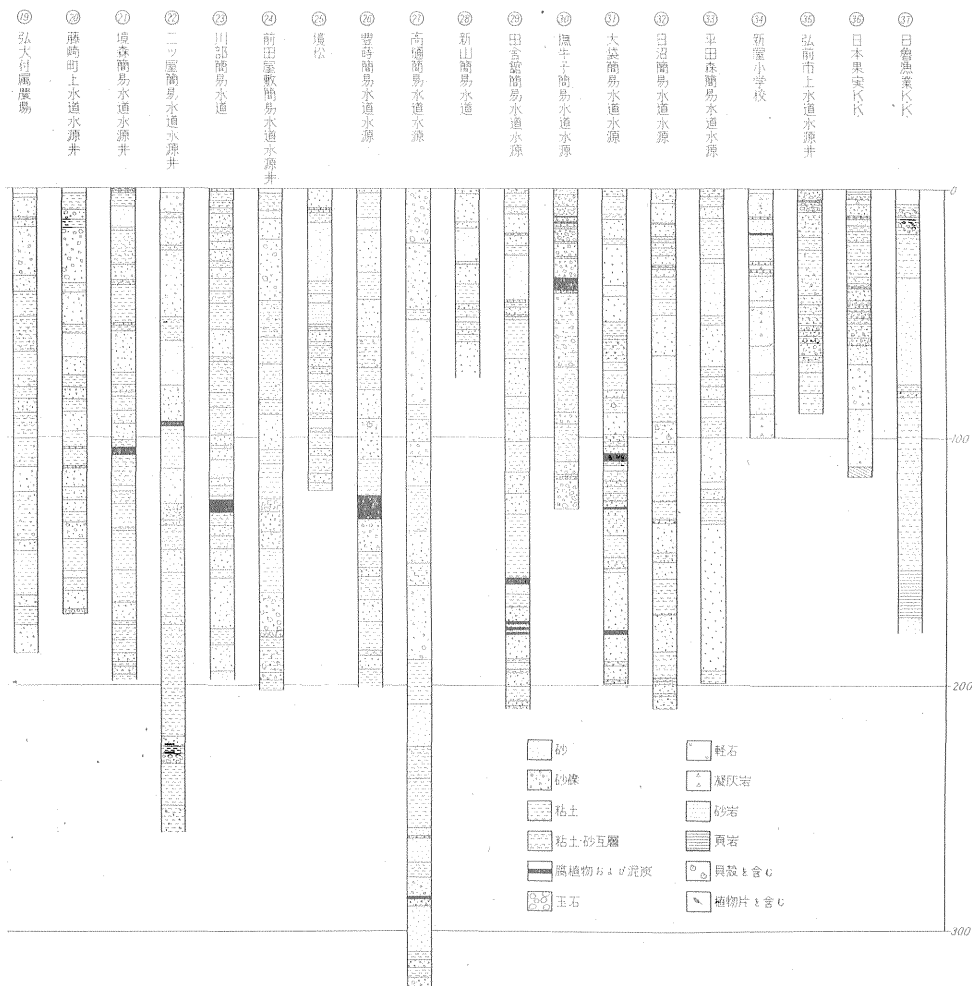 ⑲ 弘大附属農場
⑳ 藤崎町上水道水源井
㉑ 境森簡易水道水源井
㉒ 二ツ屋簡易水道水源井
㉓ 川部簡易水道
㉔ 前田屋敷簡易水道水源井
㉕ 境松
㉖ 豊蒔簡易水道水源
㉗ 高樋簡易水道水源
㉘ 新山簡易水道
㉙ 田舎舘簡易水道水源
㉚ 撫牛子簡易水道水源
㉛ 大袋簡易水道水源
㉜ 日沼簡易水道水源
㉝ 平田森簡易水道水源
㉞ 新里小学校
㉟ 弘前市上水道水源井
㊱ 日本果実KK
㊲ 日魯漁業KK
0
100
200
300
砂
砂礫
粘土
粘土·砂互層
腐植物および泥炭
玉石
軽石
凝灰岩
砂岩
頁岩
貝殻を含む
植物片を含む